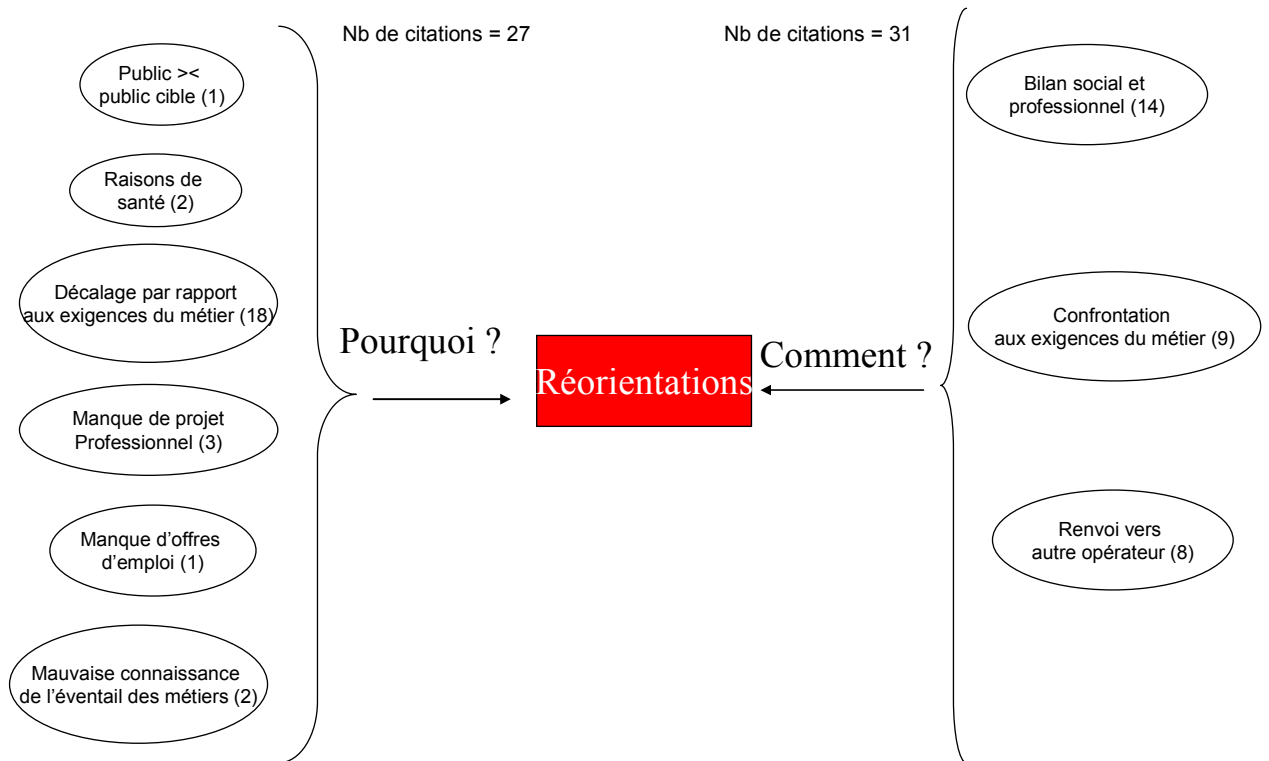 Nb de citations = 27
Nb de citations = 31
Public ><
public cible (1)
Raisons de
santé (2)
Décalage par rapport
aux exigences du métier (18)
Manque de projet
Professionnel (3)
Manque d’offres
d’emploi (1)
Mauvaise connaissance
de l’éventail des métiers (2)
Pourquoi ?
Réorientations
Comment ?
Bilan social et
professionnel (14)
Confrontation
aux exigences du métier (9)
Renvoi vers
autre opérateur (8)